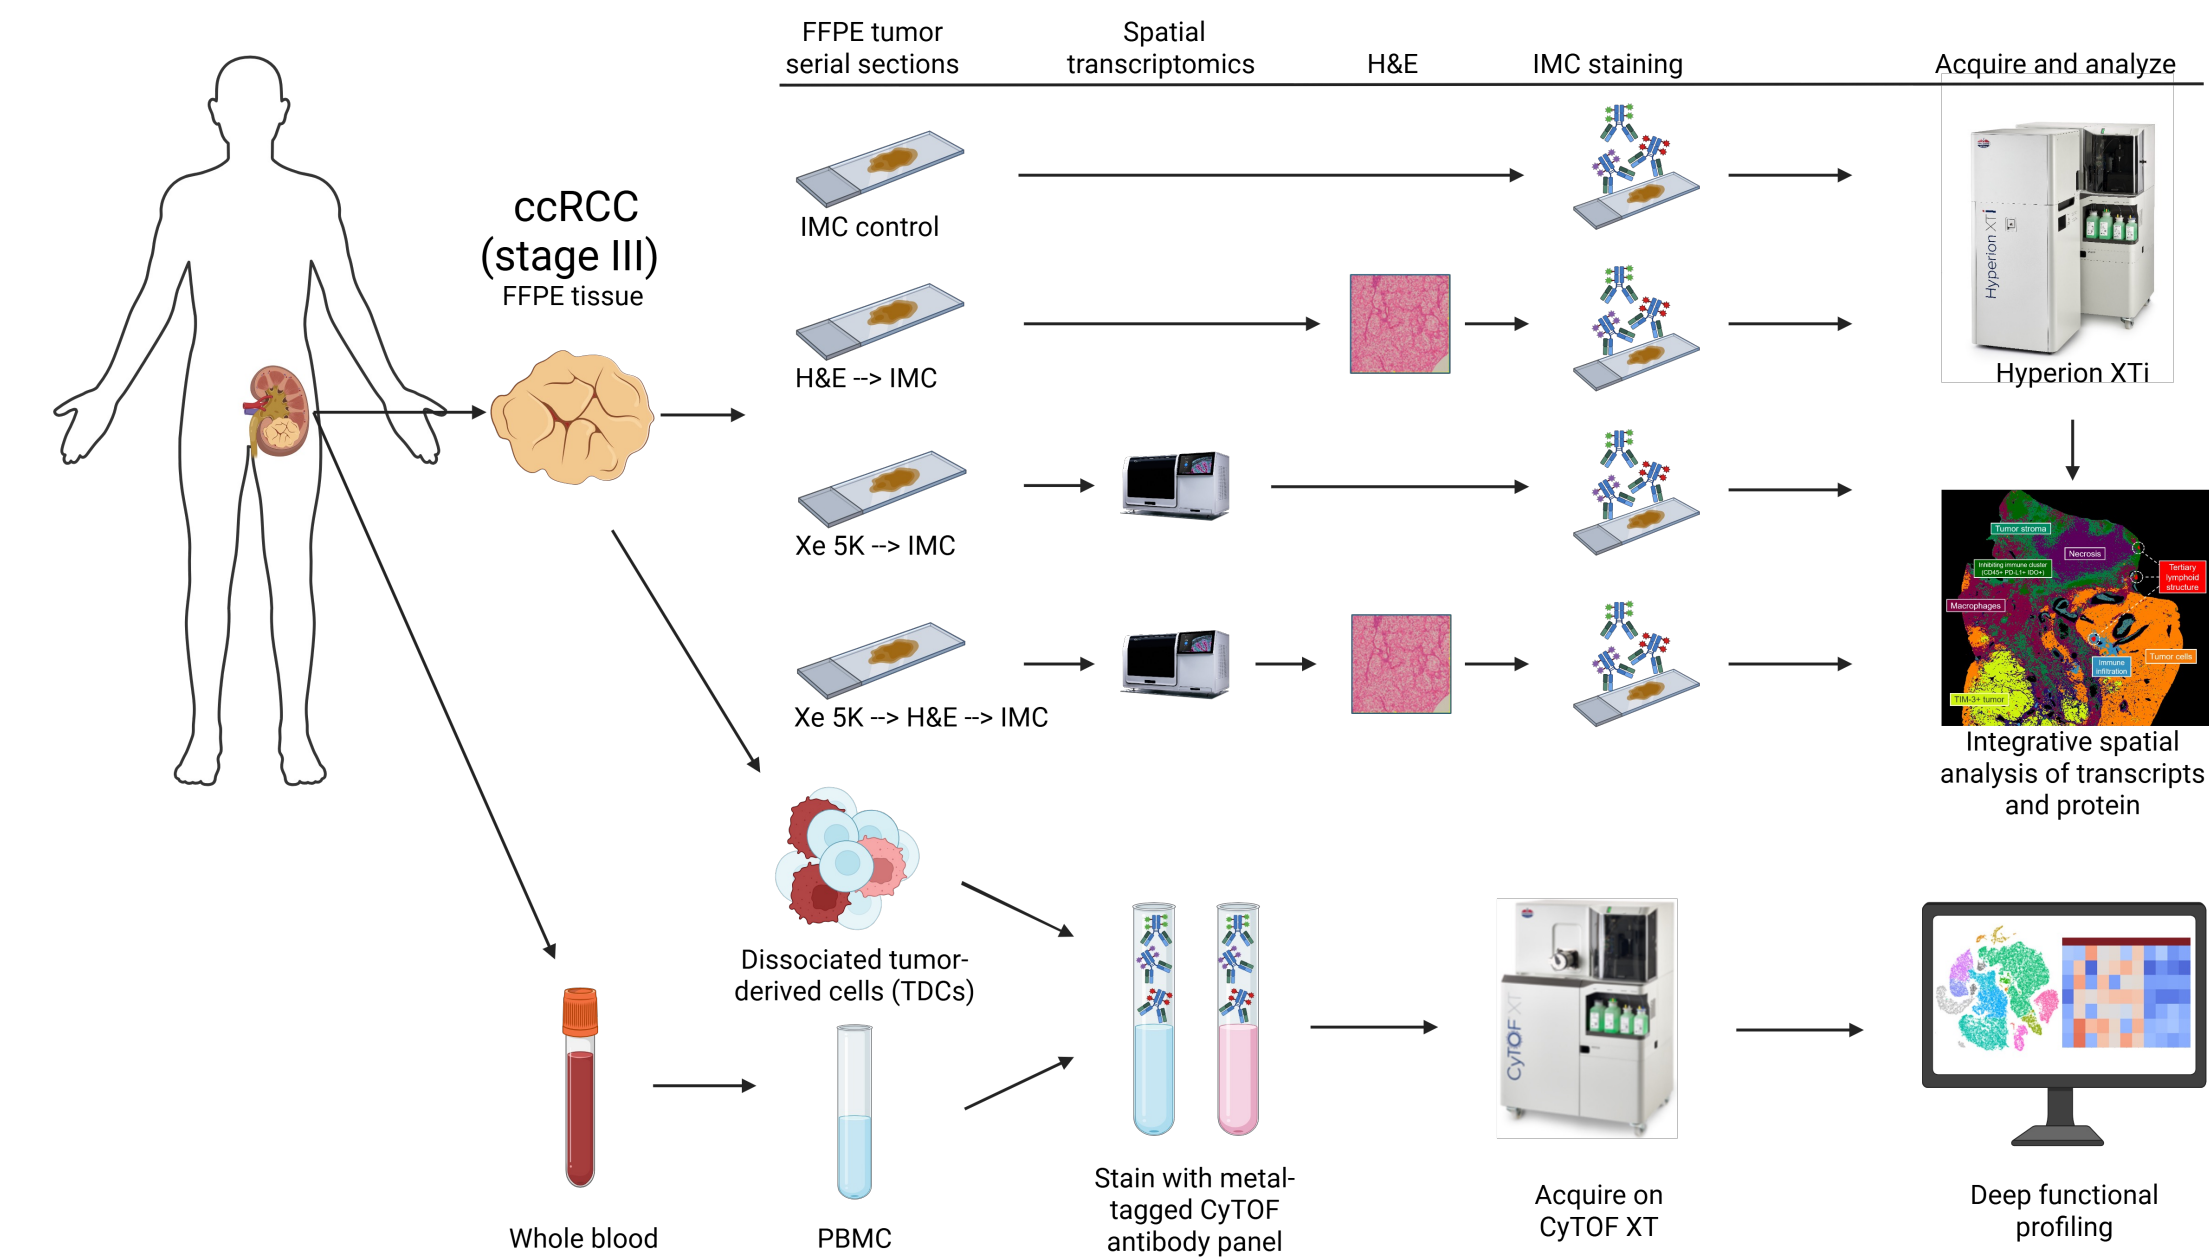 FFPE tumor
serial sections
Spatial
transcriptomics
H&E
IMC staining
Acquire and analyze
ccRCC
(stage III)
FFPE tissue
IMC control
H&E --> IMC
Xe 5K --> IMC
Xe 5K --> H&E --> IMC
Hyperion XTi
Hyperion XTi
Tumor stroma
Necrosis
Inhibiting immune cluster
(CD45+ PD-L1+ IDO+)
Tertiary
lymphoid
structure
Macrophages
Immune
infiltration
Tumor cells
TIM-3+ tumor
Integrative spatial
analysis of transcripts
and protein
Dissociated tumor-
derived cells (TDCs)
Whole blood
PBMC
Stain with metal-
tagged CyTOF
antibody panel
CyTOF XT
Acquire on
CyTOF XT
Deep functional
profiling